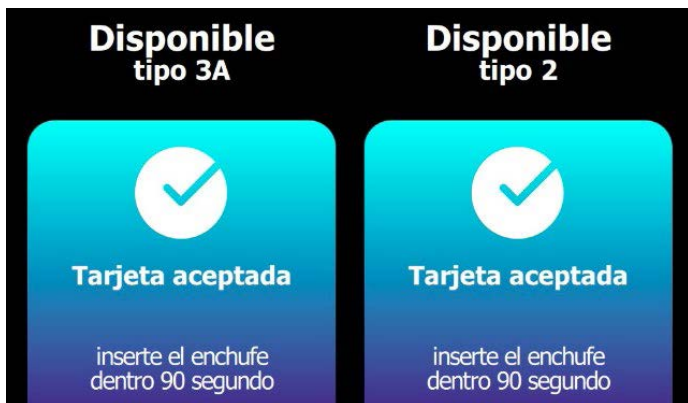 Disponible
tipo 3A
Tarjeta aceptada
inserte el enchufe
dentro 90 segundo
Disponible
tipo 2
Tarjeta aceptada
inserte el enchufe
dentro 90 segundo